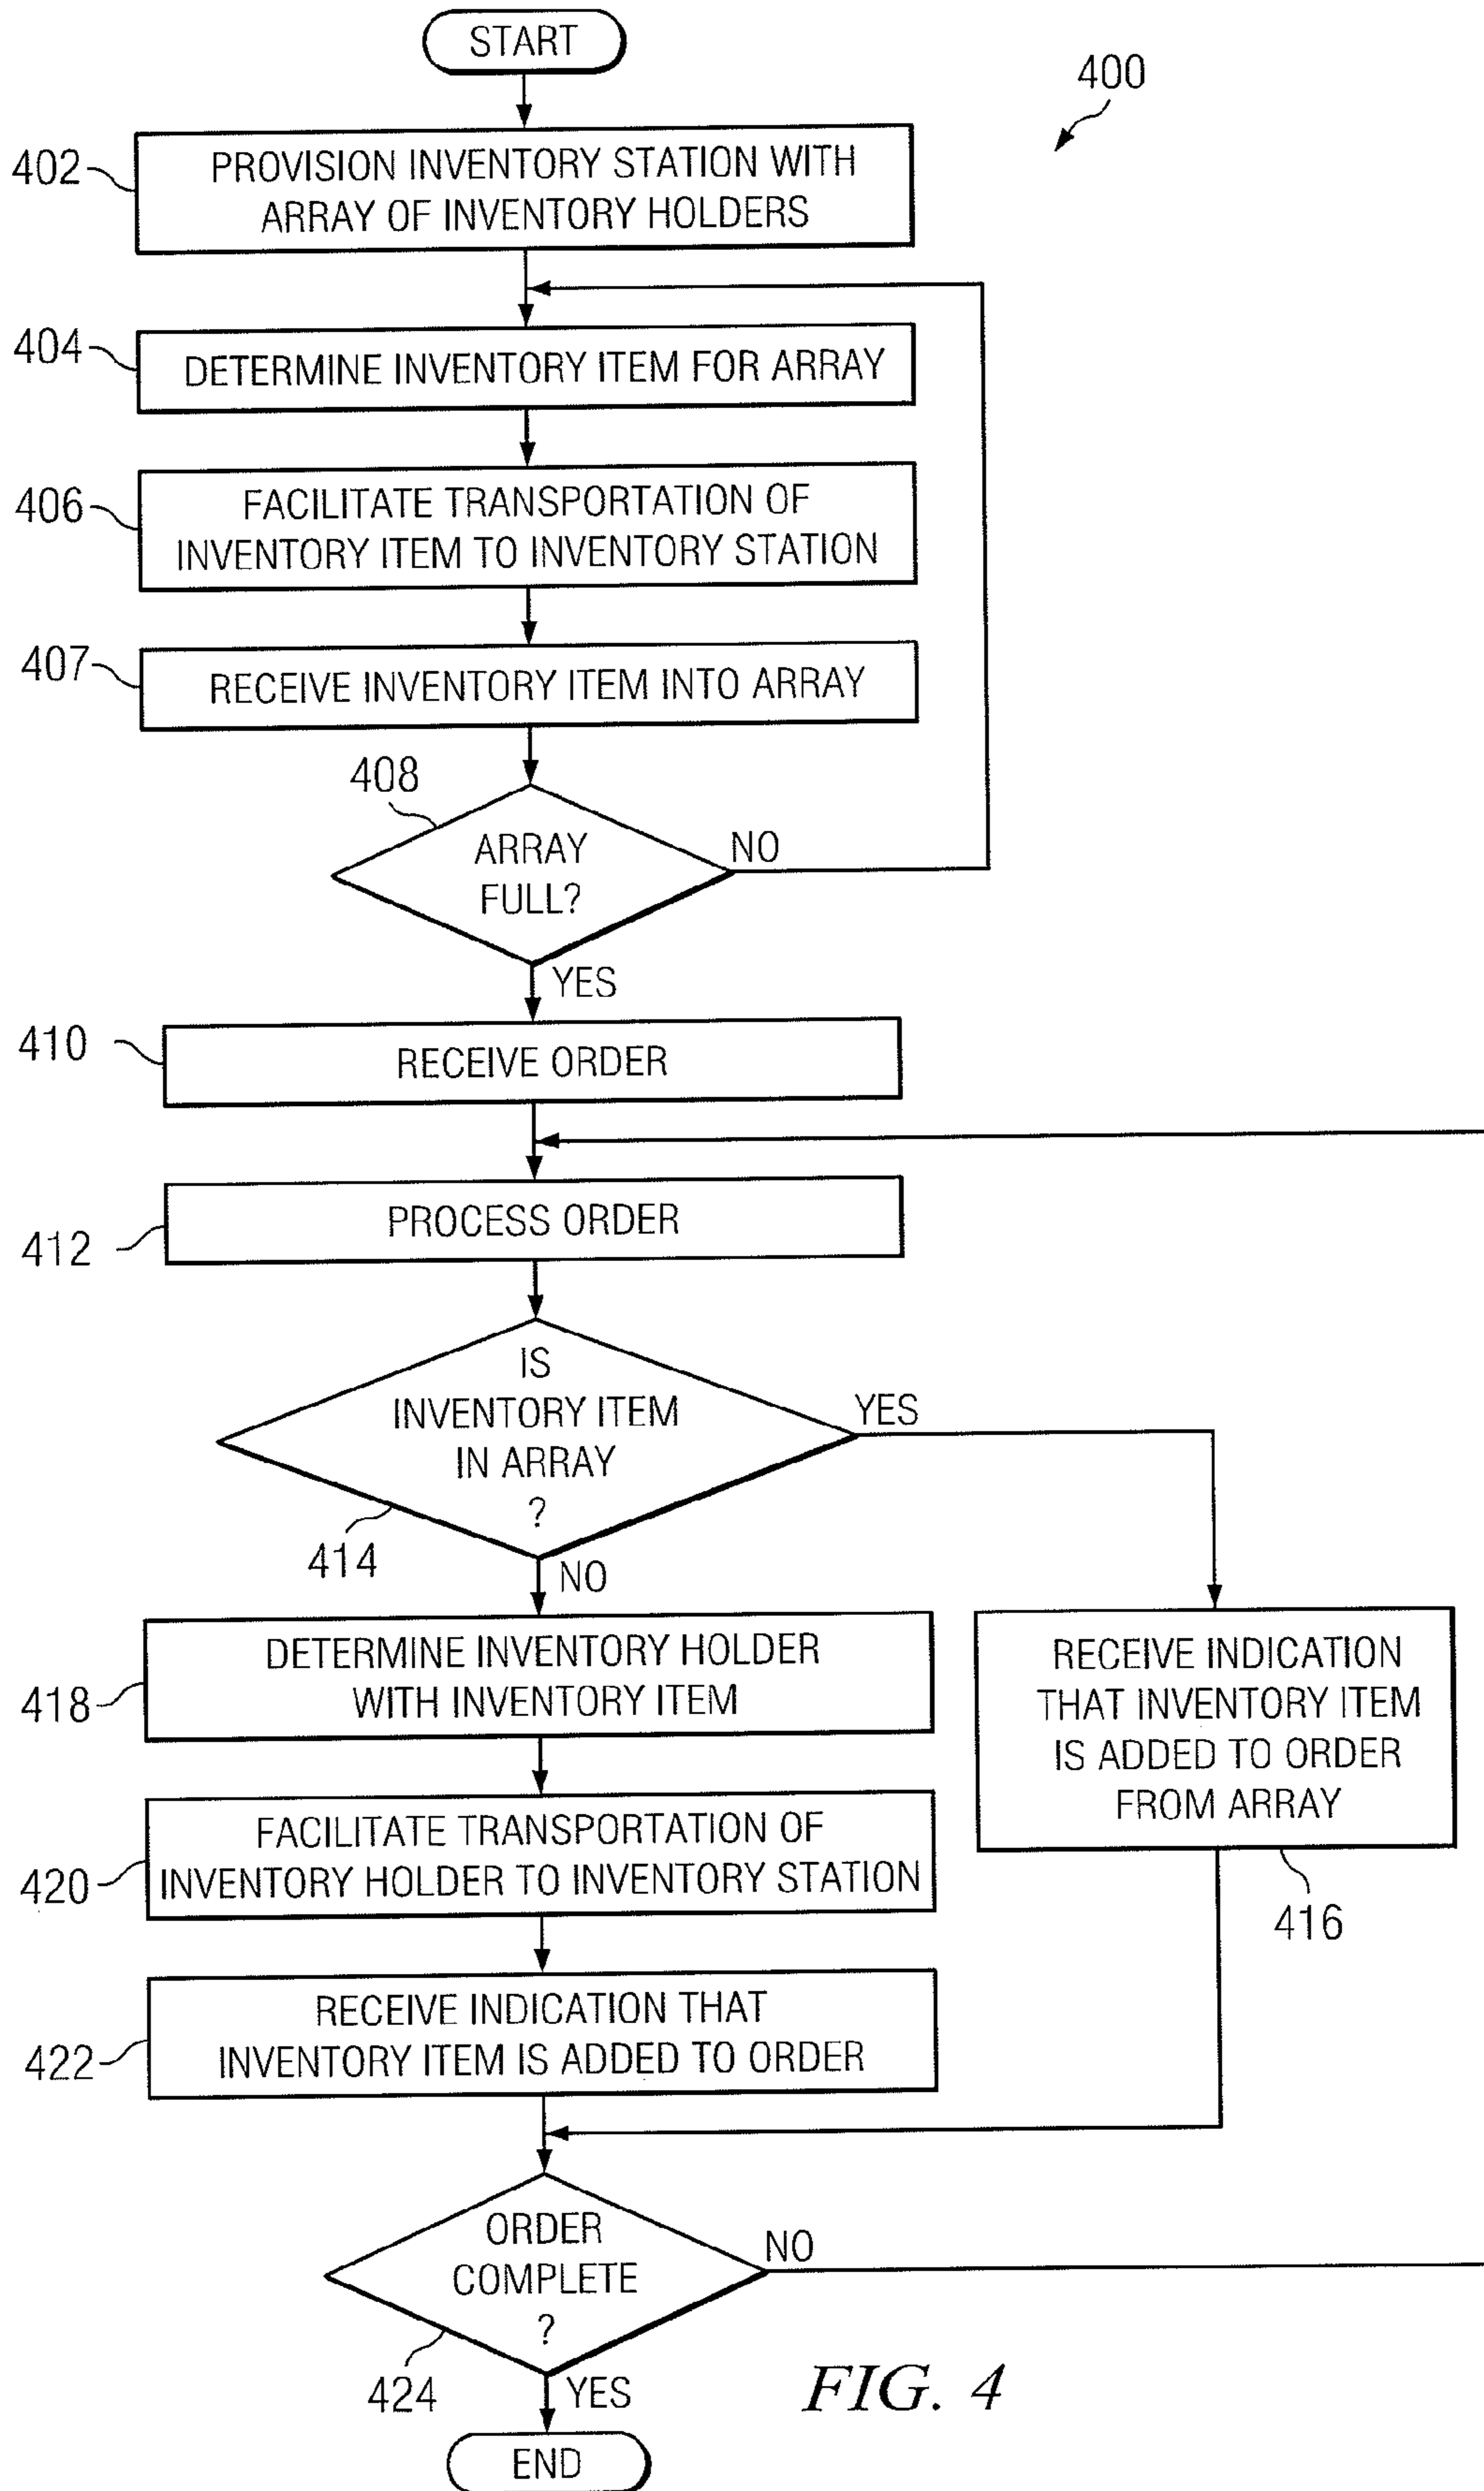 START
400
402
PROVISION INVENTORY STATION WITH
ARRAY OF INVENTORY HOLDERS
404
DETERMINE INVENTORY ITEM FOR ARRAY
406
FACILITATE TRANSPORTATION OF
INVENTORY ITEM TO INVENTORY STATION
407
RECEIVE INVENTORY ITEM INTO ARRAY
408
ARRAY
FULL?
NO
YES
410
RECEIVE ORDER
412
PROCESS ORDER
IS
INVENTORY ITEM
IN ARRAY
?
YES
414
NO
418
DETERMINE INVENTORY HOLDER
WITH INVENTORY ITEM
RECEIVE INDICATION
THAT INVENTORY ITEM
IS ADDED TO ORDER
FROM ARRAY
416
420
FACILITATE TRANSPORTATION OF
INVENTORY HOLDER TO INVENTORY STATION
422
RECEIVE INDICATION THAT
INVENTORY ITEM IS ADDED TO ORDER
ORDER
COMPLETE
?
NO
424
YES
FIG. 4
END